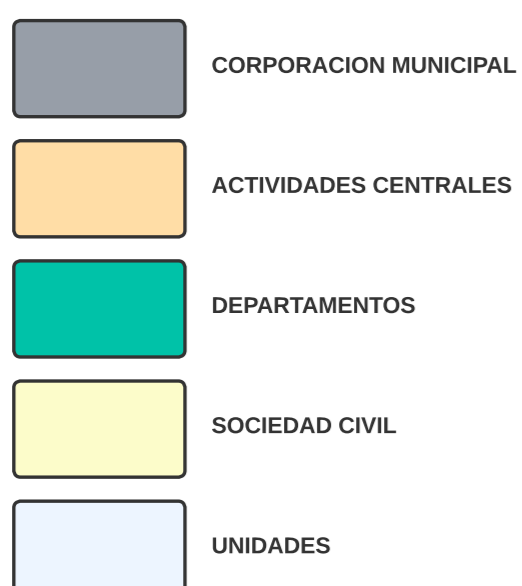 CORPORACION MUNICIPAL
ACTIVIDADES CENTRALES
DEPARTAMENTOS
SOCIEDAD CIVIL
UNIDADES